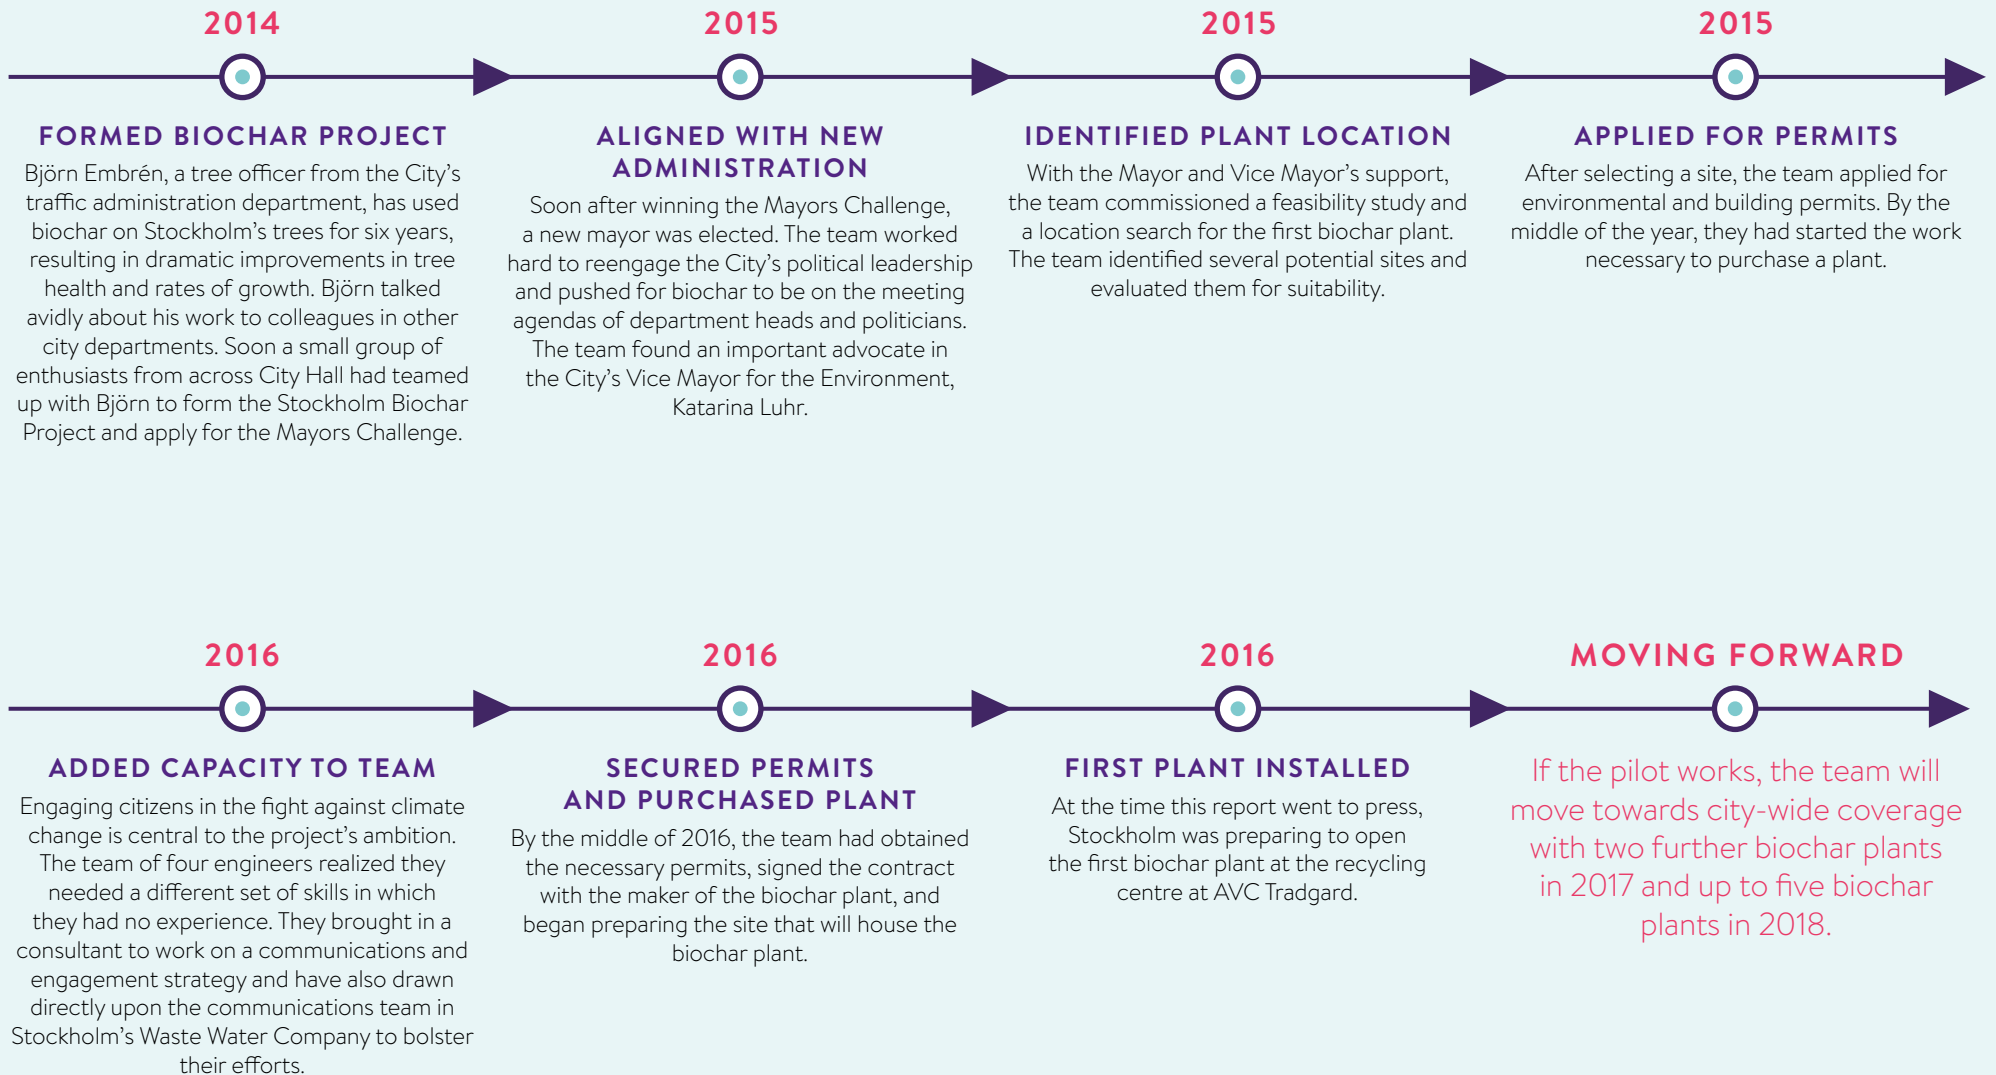 2014
FORMED BIOCHAR PROJECT
Björn Embrén, a tree officer from the City’s
traffic administration department, has used
biochar on Stockholm’s trees for six years,
resulting in dramatic improvements in tree
health and rates of growth. Björn talked
avidly about his work to colleagues in other
city departments. Soon a small group of
enthusiasts from across City Hall had teamed
up with Björn to form the Stockholm Biochar
Project and apply for the Mayors Challenge.
2015
ALIGNED WITH NEW
ADMINISTRATION
Soon after winning the Mayors Challenge,
a new mayor was elected. The team worked
hard to reengage the City’s political leadership
and pushed for biochar to be on the meeting
agendas of department heads and politicians.
The team found an important advocate in
the City’s Vice Mayor for the Environment,
Katarina Luhr.
2015
IDENTIFIED PLANT LOCATION
With the Mayor and Vice Mayor’s support,
the team commissioned a feasibility study and
a location search for the first biochar plant.
The team identified several potential sites and
evaluated them for suitability.
2015
APPLIED FOR PERMITS
After selecting a site, the team applied for
environmental and building permits. By the
middle of the year, they had started the work
necessary to purchase a plant.
2016
ADDED CAPACITY TO TEAM
Engaging citizens in the fight against climate
change is central to the project’s ambition.
The team of four engineers realized they
needed a different set of skills in which
they had no experience. They brought in a
consultant to work on a communications and
engagement strategy and have also drawn
directly upon the communications team in
Stockholm’s Waste Water Company to bolster
their efforts.
2016
SECURED PERMITS
AND PURCHASED PLANT
By the middle of 2016, the team had obtained
the necessary permits, signed the contract
with the maker of the biochar plant, and
began preparing the site that will house the
biochar plant.
2016
FIRST PLANT INSTALLED
At the time this report went to press,
Stockholm was preparing to open
the first biochar plant at the recycling
centre at AVC Tradgard.
MOVING FORWARD
If the pilot works, the team will
move towards city-wide coverage
with two further biochar plants
in 2017 and up to five biochar
plants in 2018.